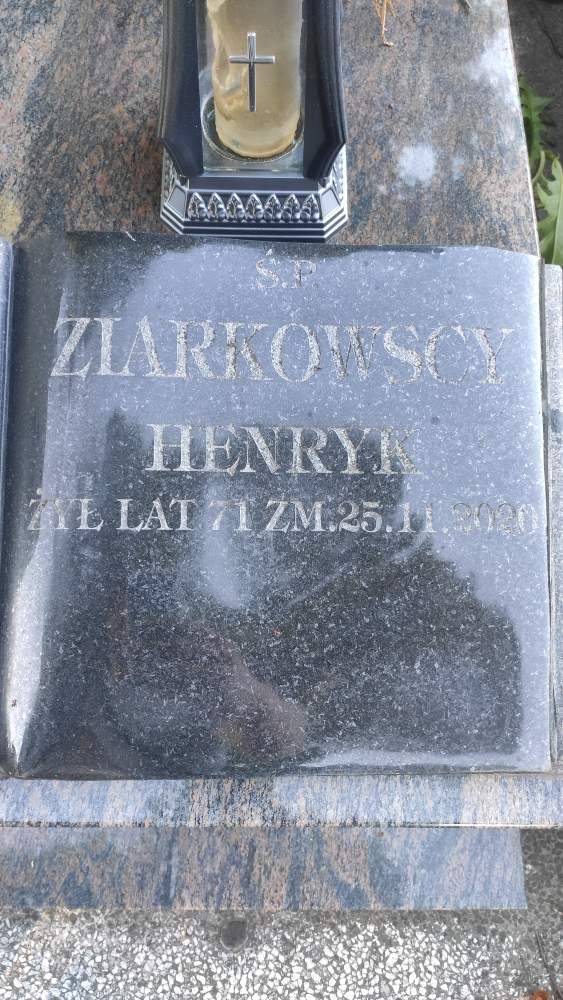 Ś.P.
ZIARKOWSCY
HENRYK
ŻYŁ LAT 71 ZM.25.11.2020